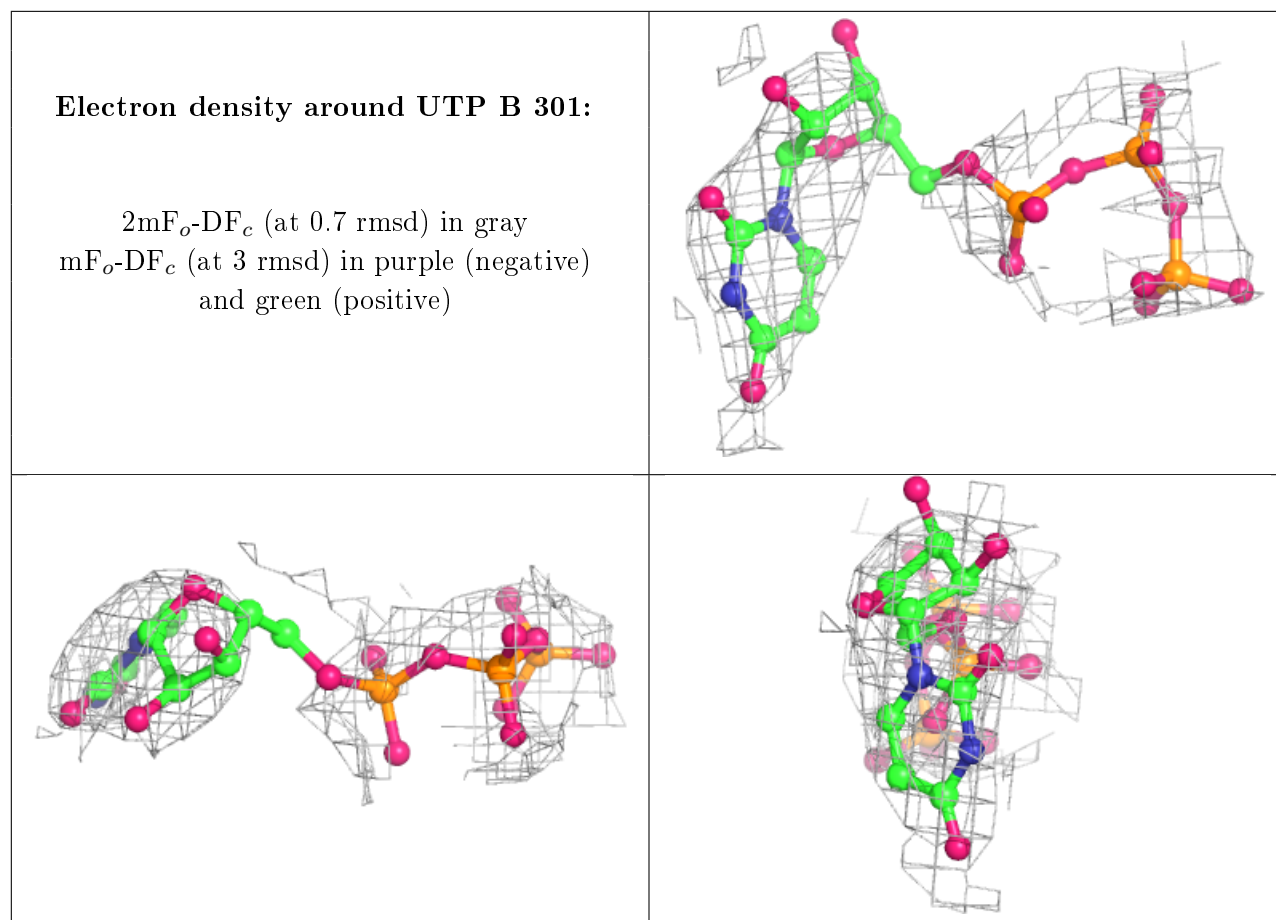 Electron density around UTP B 301:
2mFo-DFc (at 0.7 rmsd) in gray
mFo-DFc (at 3 rmsd) in purple (negative)
and green (positive)